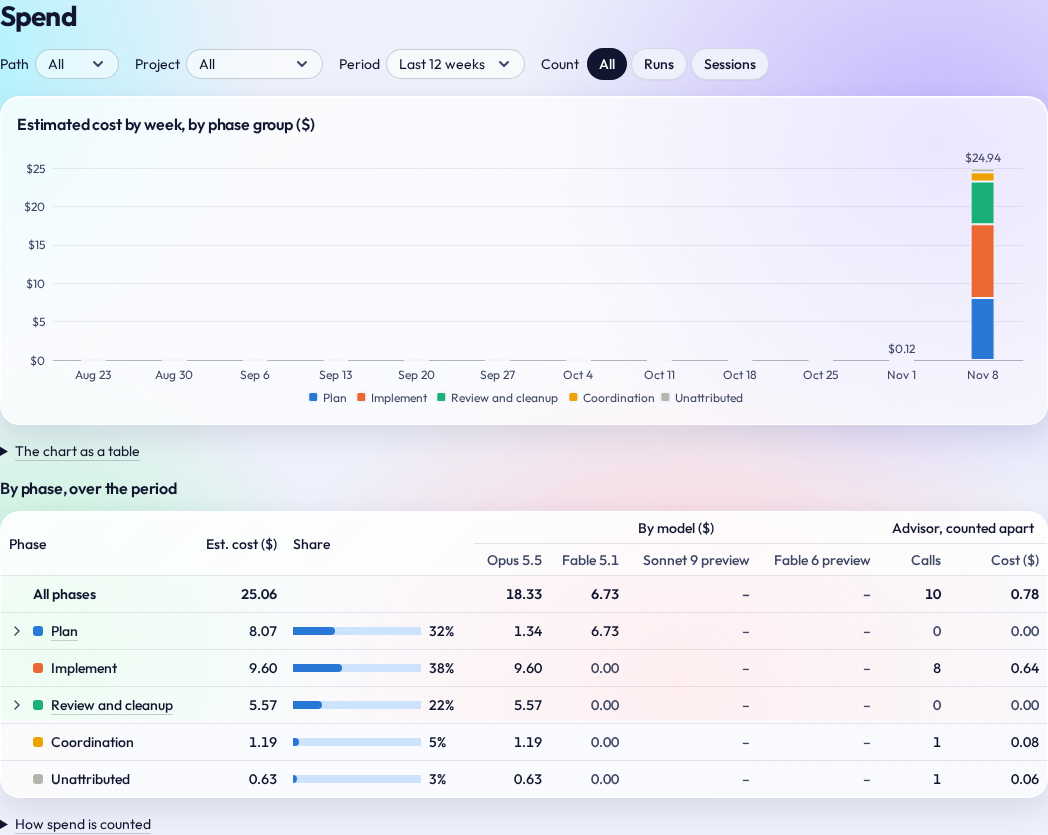 Spend
Path All Project All Period Last 12 weeks Count All Runs Sessions
Estimated cost by week, by phase group ($)
$24.94
$25
$20
$15
$10
$5
$0.12
$0
Aug 23 Aug 30 Sep 6 Sep 13 Sep 20 Sep 27 Oct 4 Oct 11 Oct 18 Oct 25 Nov 1 Nov 8
Plan Implement Review and cleanup Coordination Unattributed
The chart as a table
By phase, over the period
By model ($) Advisor, counted apart
Phase Est. cost ($) Share
Opus 5.5 Fable 5.1 Sonnet 9 preview Fable 6 preview Calls Cost ($)
All phases 25.06 18.33 6.73 – – 10 0.78
Plan 8.07 32% 1.34 6.73 – – 0 0.00
Implement 9.60 38% 9.60 0.00 – – 8 0.64
Review and cleanup 5.57 22% 5.57 0.00 – – 0 0.00
Coordination 1.19 5% 1.19 0.00 – – 1 0.08
Unattributed 0.63 3% 0.63 0.00 – – 1 0.06
How spend is counted